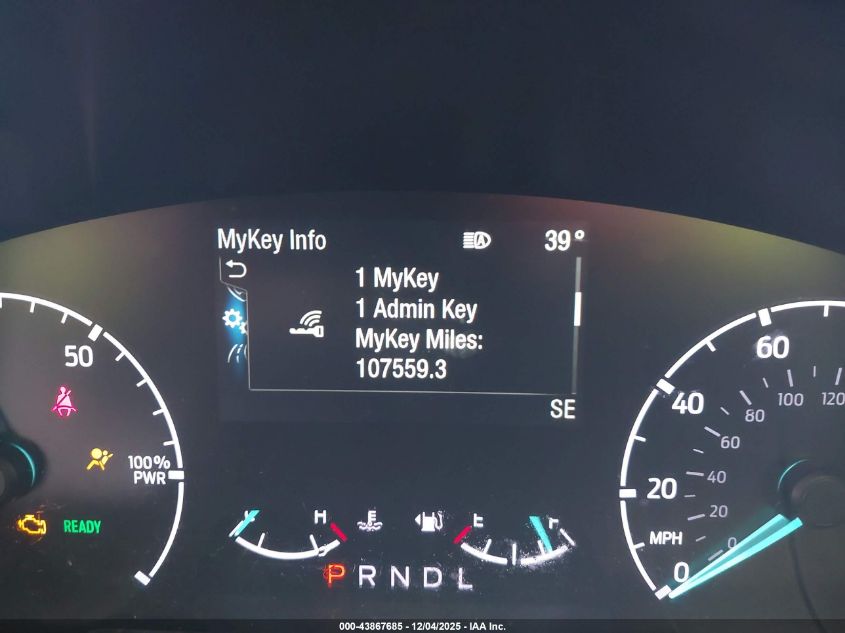 MyKey Info 39°
1 MyKey
1 Admin Key
MyKey Miles:
107559.3
SE
50
100%
PWR
READY
H E
P R N D L
60
40
20
0
MPH
120
100
80
60
40
20
0
000-43867685 - 12/04/2025 - IAA Inc.